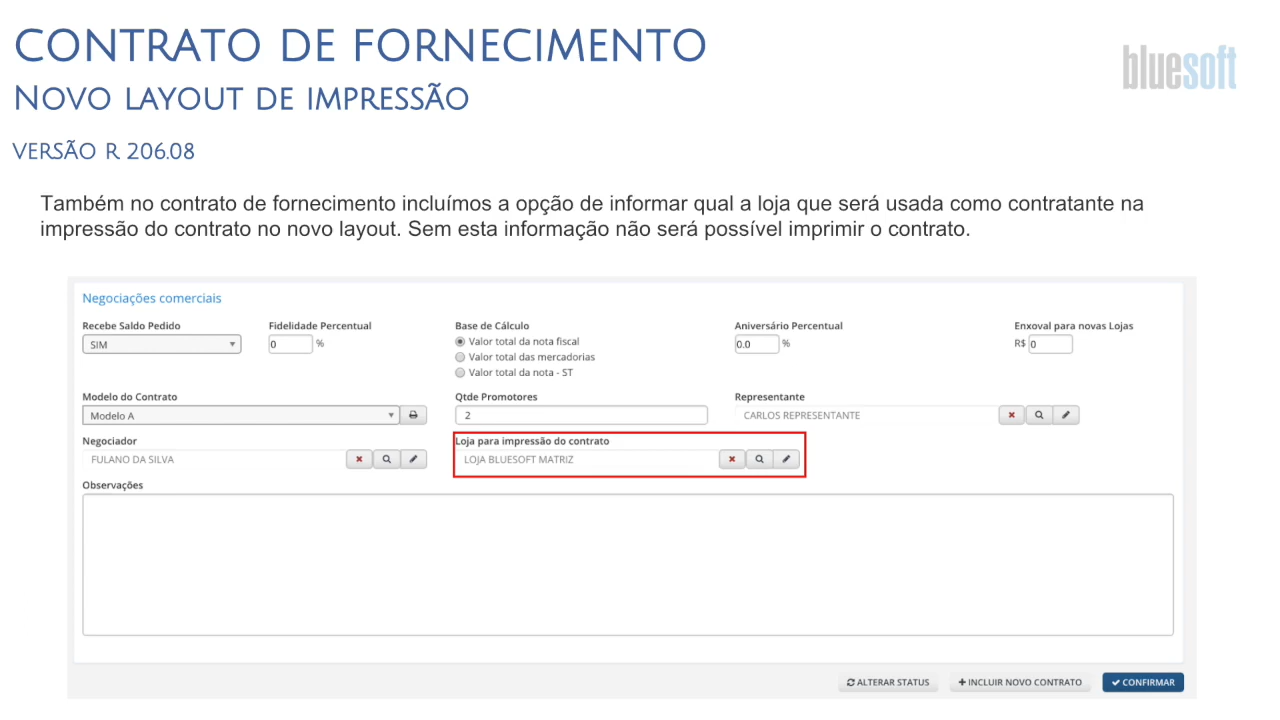 CONTRATO DE FORNECIMENTO
bluesoft
NOVO LAYOUT DE IMPRESSÃO
VERSÃO R 206.08
Também no contrato de fornecimento incluímos a opção de informar qual a loja que será usada como contratante na
impressão do contrato no novo layout. Sem esta informação não será possível imprimir o contrato.
Negociações comerciais
Recebe Saldo Pedido Fidelidade Percentual Base de Cálculo Aniversário Percentual Enxoval para novas Lojas
SIM 0 % Valor total da nota fiscal 0.0 % R$ 0
Valor total das mercadorias
Valor total da nota - ST
Modelo do Contrato Qtde Promotores Representante
Modelo A 2 CARLOS REPRESENTANTE
Negociador Loja para impressão do contrato
FULANO DA SILVA LOJA BLUESOFT MATRIZ
Observações
ALTERAR STATUS INCLUIR NOVO CONTRATO CONFIRMAR